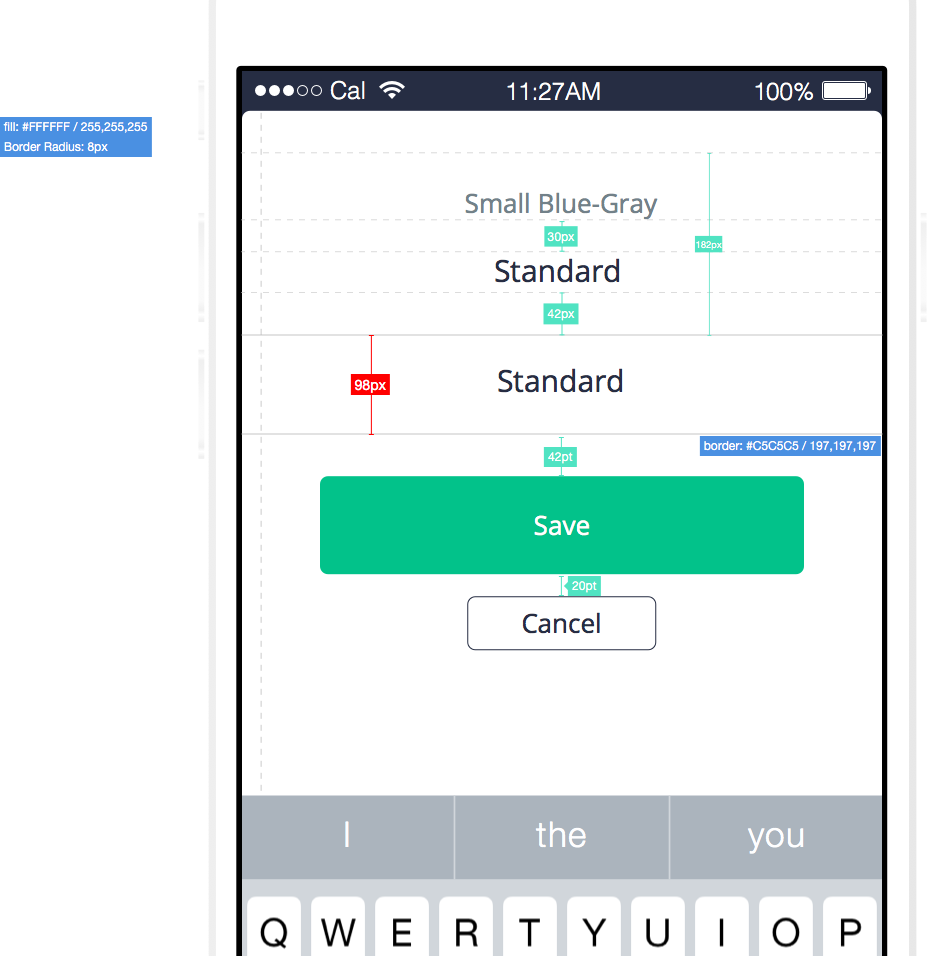 Cal 11:27AM 100%
fill: #FFFFFF / 255,255,255
Border Radius: 8px
Small Blue-Gray
30px
182px
Standard
42px
98px
Standard
border: #C5C5C5 / 197,197,197
42pt
Save
20pt
Cancel
I the you
Q W E R T Y U I O P